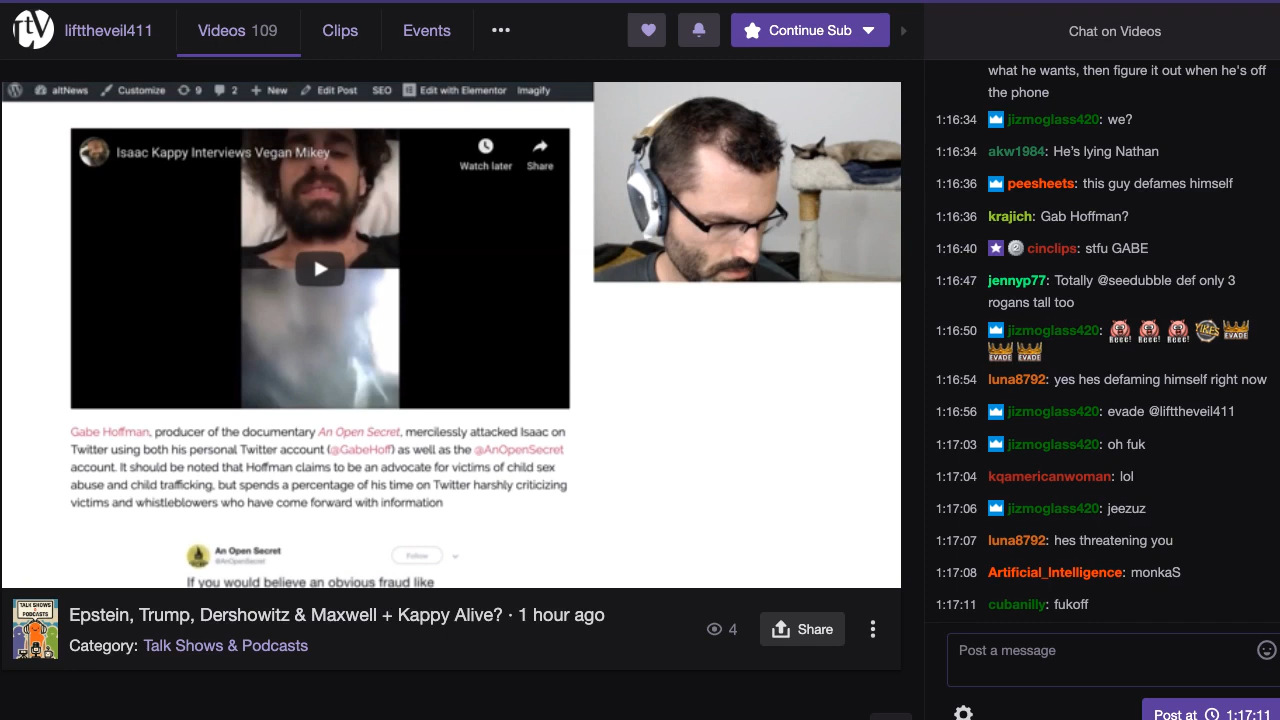 rtv lifttheveil411 Videos 109 Clips Events ••• Continue Sub
altNews Customize 9 2 New Edit Post SEO Edit with Elementor Imagify
Isaac Kappy Interviews Vegan Mikey
Watch later Share
Gabe Hoffman, producer of the documentary An Open Secret, mercilessly attacked Isaac on
Twitter using both his personal Twitter account (@GabeHoff) as well as the @AnOpenSecret
account. It should be noted that Hoffman claims to be an advocate for victims of child sex
abuse and child trafficking, but spends a percentage of his time on Twitter harshly criticizing
victims and whistleblowers who have come forward with information
An Open Secret
@AnOpenSecret
Follow
If you would believe an obvious fraud like
TALK SHOWS
& PODCASTS
Epstein, Trump, Dershowitz & Maxwell + Kappy Alive? · 1 hour ago
Category: Talk Shows & Podcasts
4 Share
Chat on Videos
what he wants, then figure it out when he's off
the phone
1:16:34 jizmoglass420: we?
1:16:34 akw1984: He's lying Nathan
1:16:36 peesheets: this guy defames himself
1:16:36 krajich: Gab Hoffman?
1:16:40 cinclips: stfu GABE
1:16:47 jennyp77: Totally @seedubble def only 3
rogans tall too
1:16:50 jizmoglass420: REEE! REEE! REEE! YIKES EVADE
EVADE EVADE
1:16:54 luna8792: yes hes defaming himself right now
1:16:56 jizmoglass420: evade @lifttheveil411
1:17:03 jizmoglass420: oh fuk
1:17:04 kqamericanwoman: lol
1:17:06 jizmoglass420: jeezuz
1:17:07 luna8792: hes threatening you
1:17:08 Artificial_Intelligence: monkaS
1:17:11 cubanilly: fukoff
Post a message
Post at 1:17:11